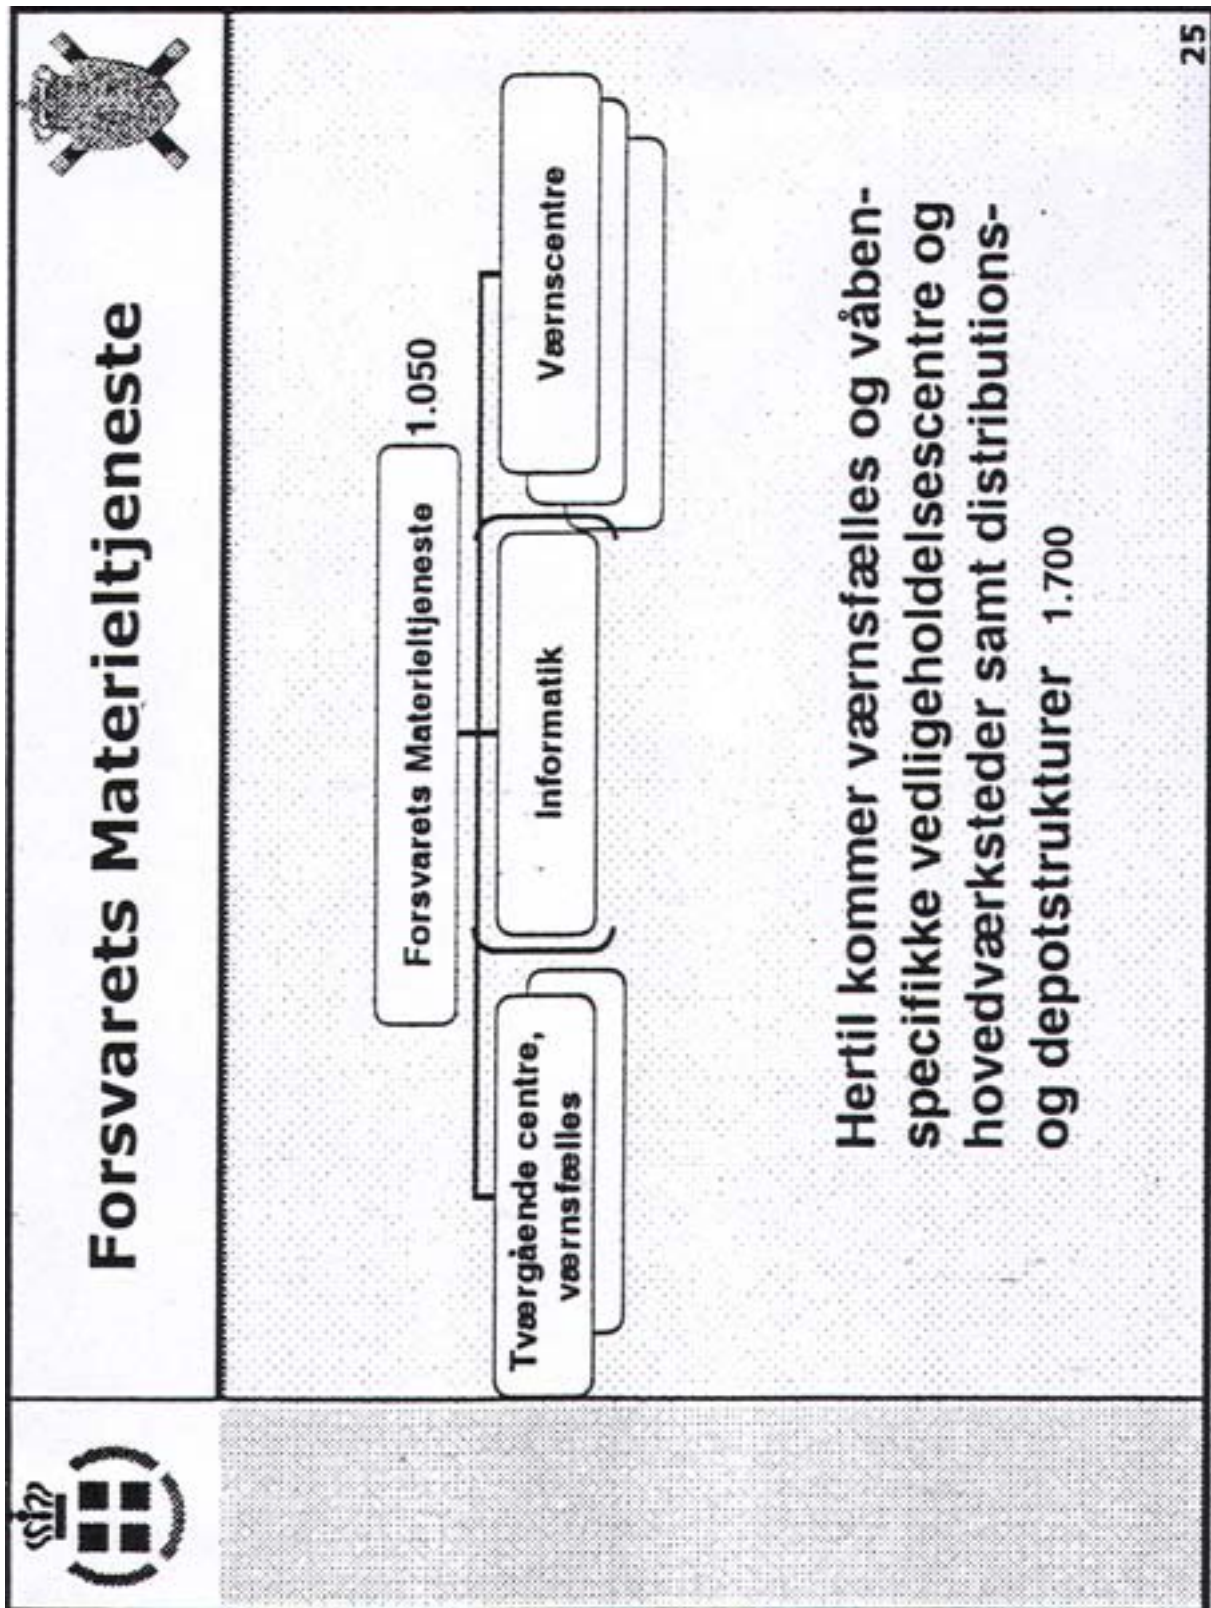 Forsvarets Materieltjeneste
Forsvarets Materieltjeneste 1.050
Tværgående centre,
værnsfælles
Informatik
Værnscentre
Hertil kommer værnsfælles og våben-
specifikke vedligeholdelsescentre og
hovedværksteder samt distributions-
og depotstrukturer 1.700
25